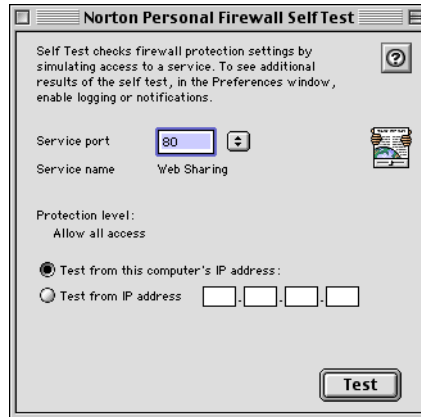 Norton Personal Firewall Self Test
Self Test checks firewall protection settings by
simulating access to a service. To see additional
results of the self test, in the Preferences window,
enable logging or notifications.
?
Service port 80
Service name Web Sharing
Protection level:
Allow all access
Test from this computer's IP address:
Test from IP address . . .
Test